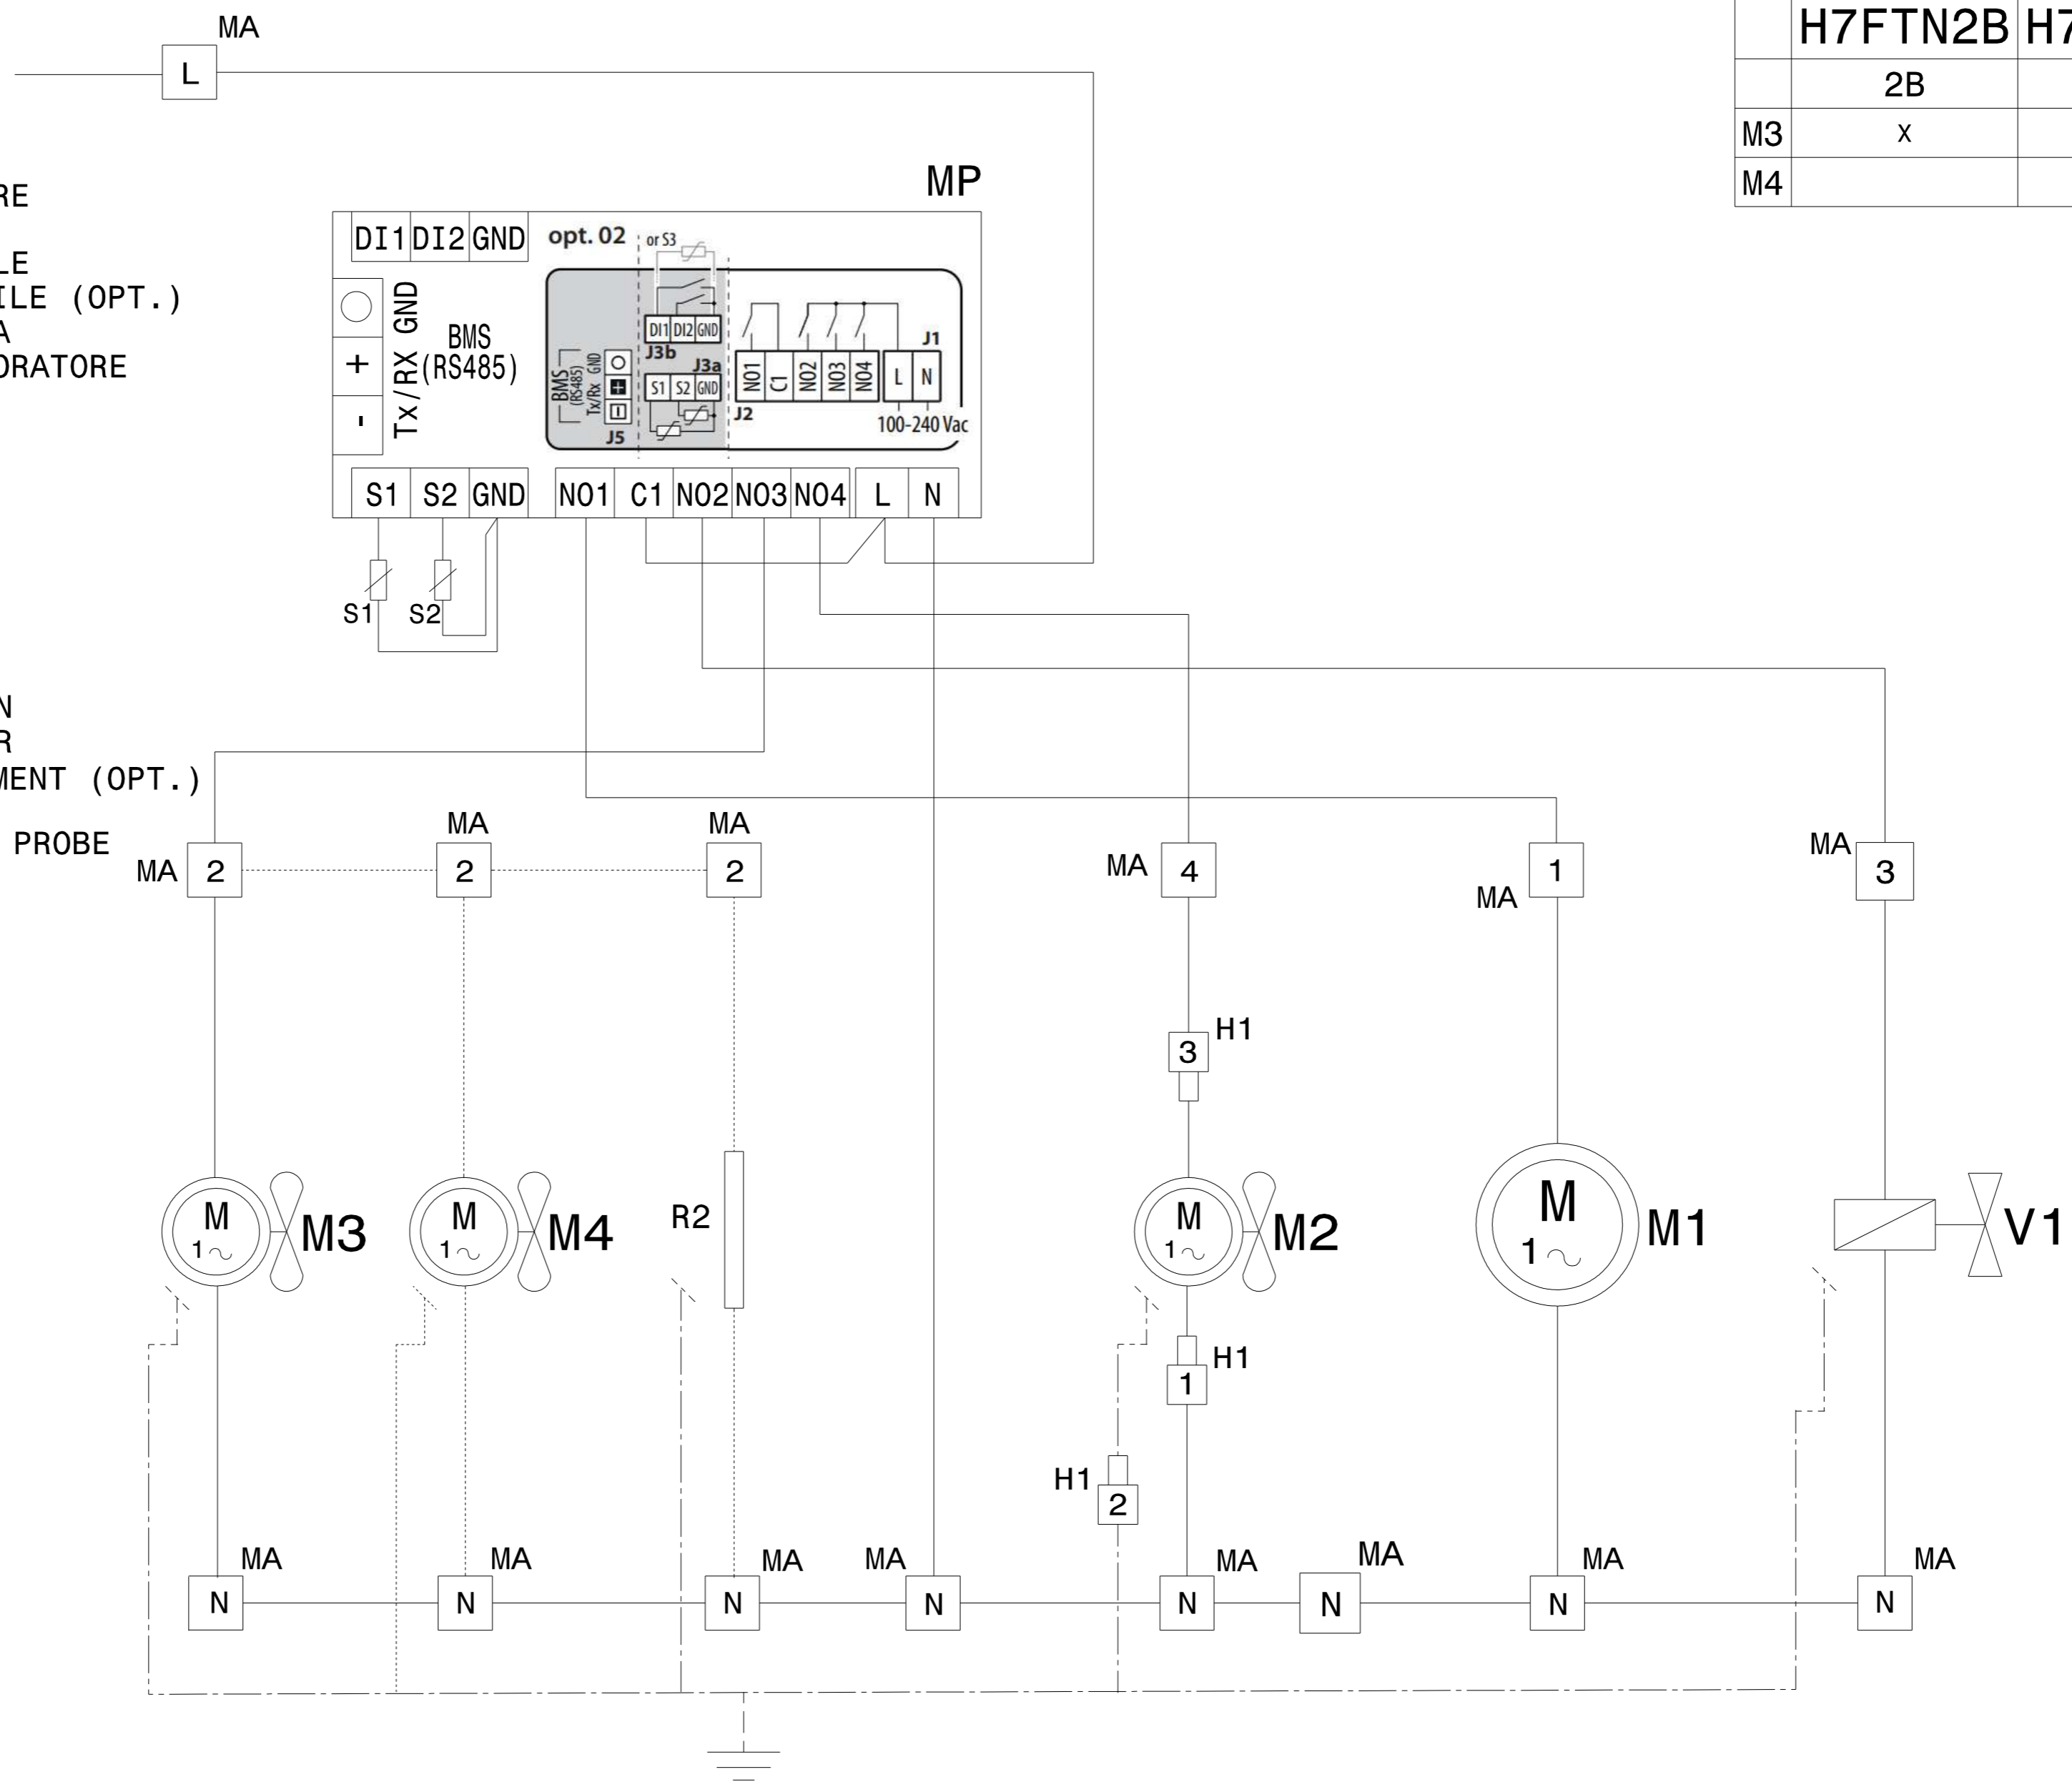 MA
L
H7FTN2B H7
2B
M3 X
M4
RE
LE
ILE (OPT.)
A
ORATORE
MP
DI1 DI2 GND
opt. 02
or S3
GND
+
-
Tx/RX
BMS
(RS485)
DI1 DI2 GND
J3b
J3a
S1 S2 GND
BMS
(RS485)
Tx/Rx GND
+
-
J5
NO1 C1 NO2 NO3 NO4 L N
J1
J2
100-240 Vac
S1 S2 GND NO1 C1 NO2 NO3 NO4 L N
S1 S2
N
R
MENT (OPT.)
PROBE
MA MA MA MA MA MA
2 2 2 4 1 3
H1
3
M
1~
M3
M
1~
M4
R2
M
1~
M2
M
1~
M1
V1
H1
1
H1
2
MA MA MA MA MA MA MA MA
N N N N N N N N